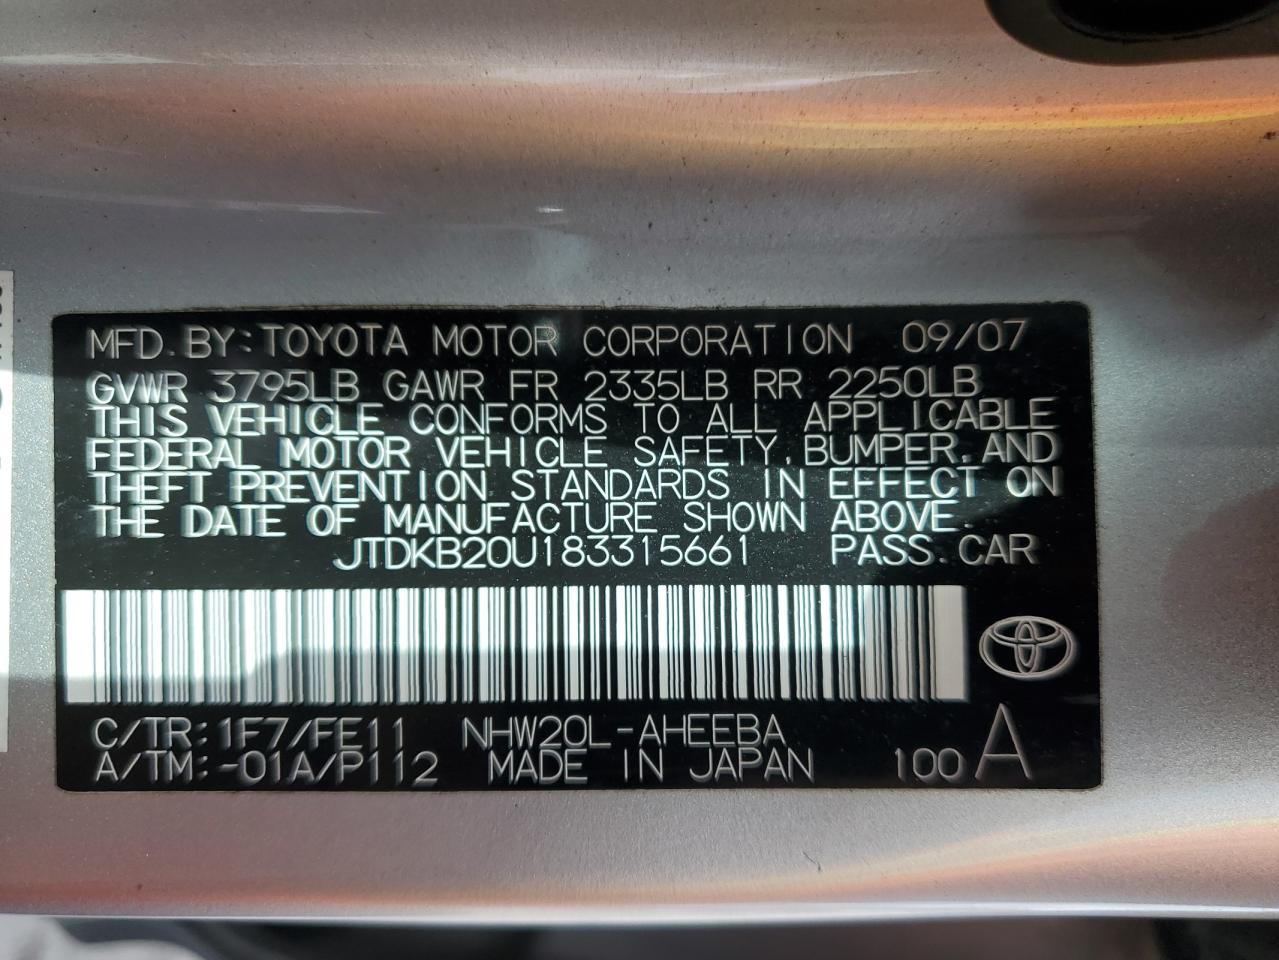 MFD. BY: TOYOTA MOTOR CORPORATION 09/07
GVWR 3795LB GAWR FR 2335LB RR 2250LB
THIS VEHICLE CONFORMS TO ALL APPLICABLE
FEDERAL MOTOR VEHICLE SAFETY, BUMPER, AND
THEFT PREVENTION STANDARDS IN EFFECT ON
THE DATE OF MANUFACTURE SHOWN ABOVE.
JTDKB20U183315661 PASS. CAR
C/TR: 1F7/FE11 NHW20L-AHEEBA
A/TM: -01A/P112 MADE IN JAPAN 100 A